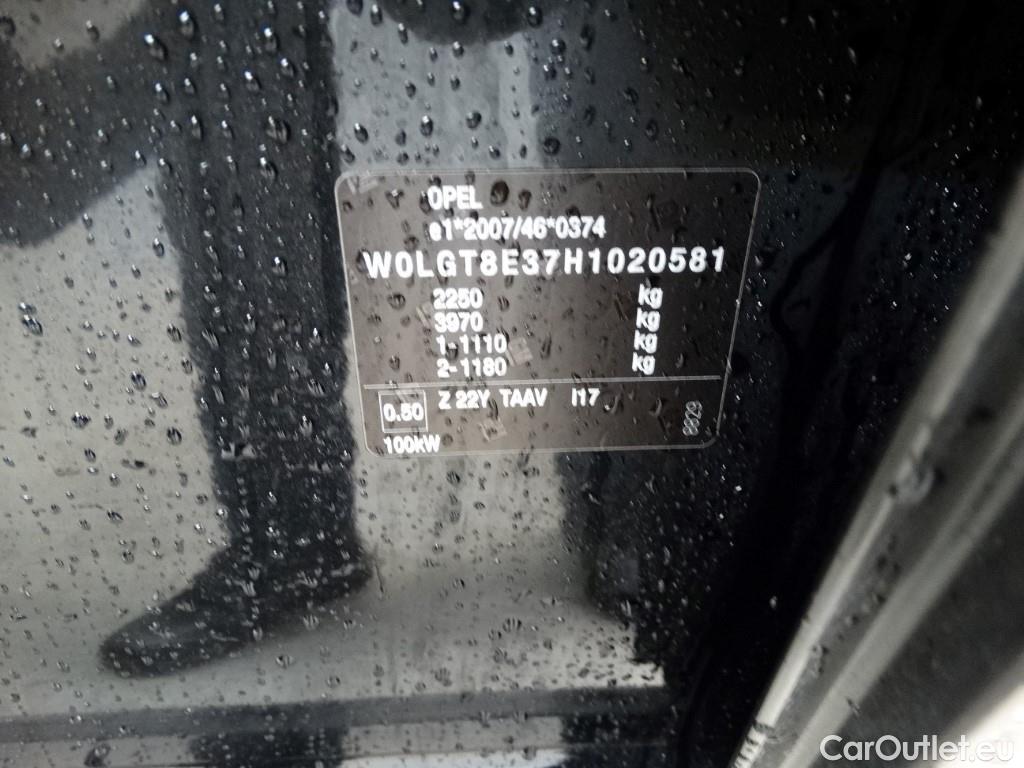 OPEL
e1*2007/46*0374
W0LGT8E37H1020581
2250 kg
3970 kg
1-1110 kg
2-1180 kg
0.50 Z 22Y TAAV I17
100kW
CarOutlet.eu